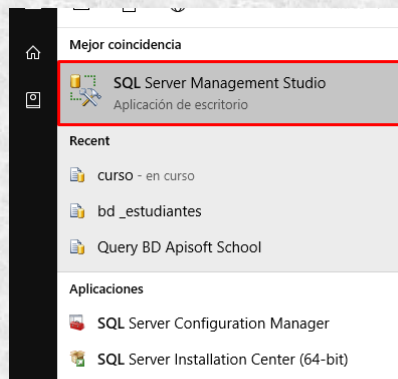 Mejor coincidencia
SQL Server Management Studio
Aplicación de escritorio
Recent
curso - en curso
bd _estudiantes
Query BD Apisoft School
Aplicaciones
SQL Server Configuration Manager
SQL Server Installation Center (64-bit)